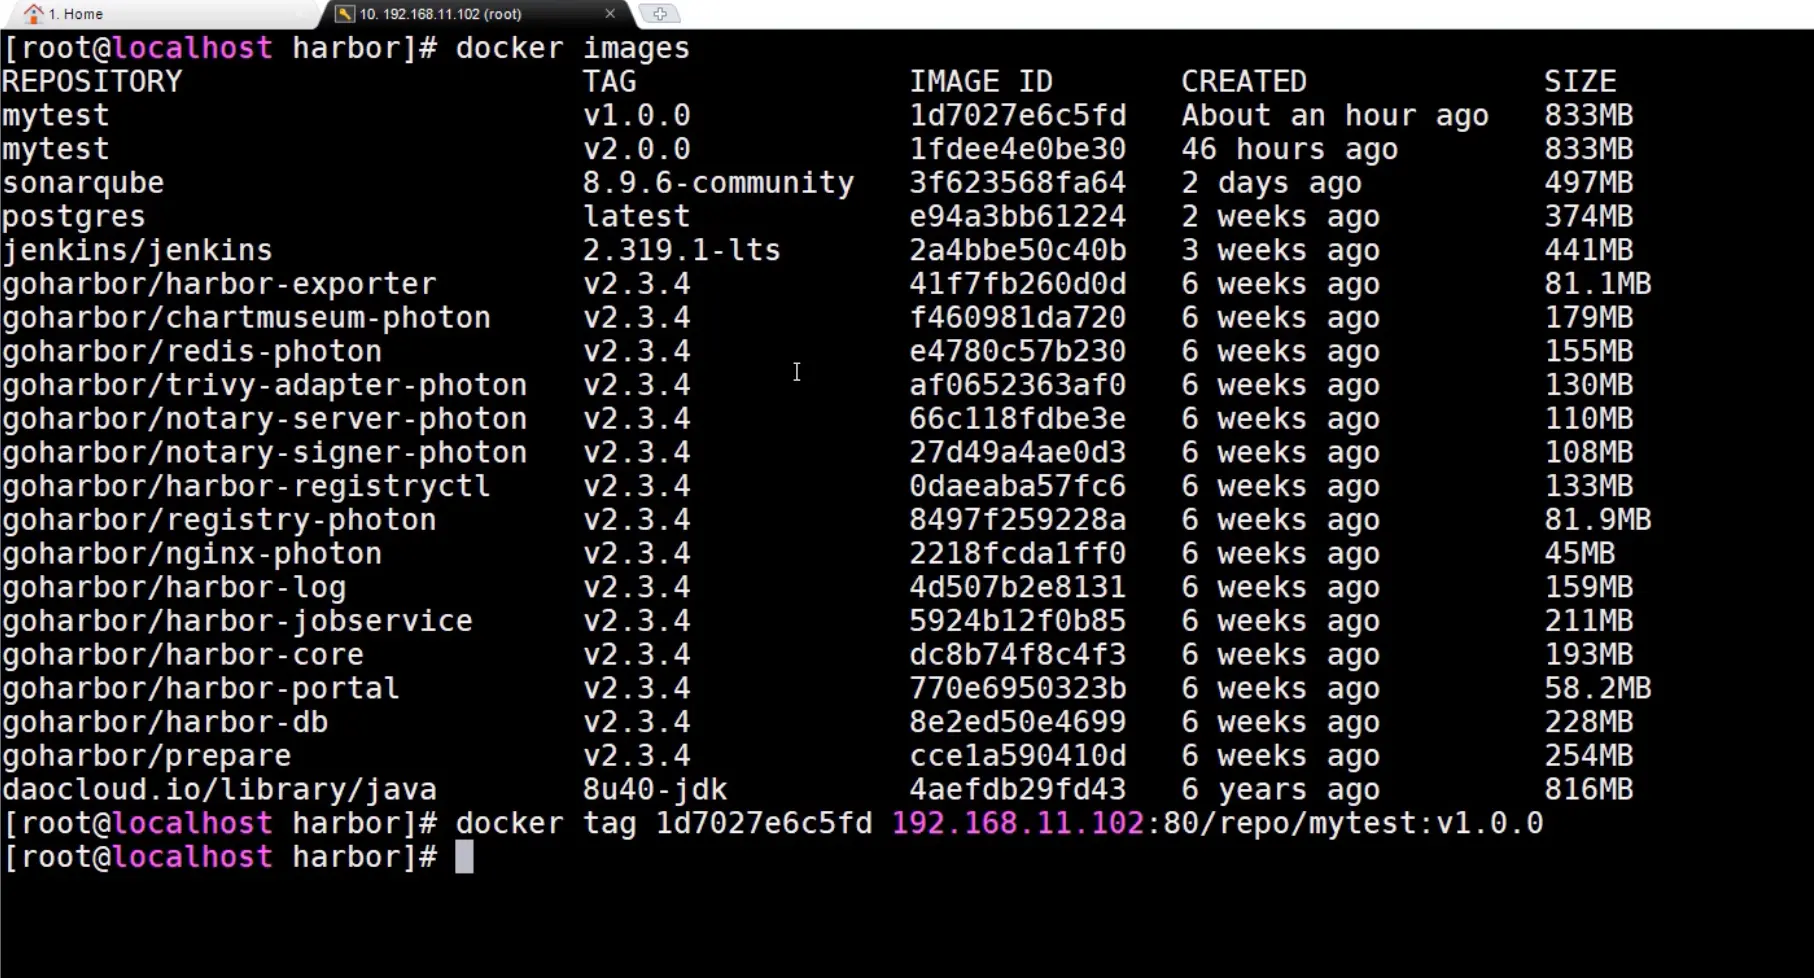 1. Home
10. 192.168.11.102 (root)
[root@localhost harbor]# docker images
REPOSITORY TAG IMAGE ID CREATED SIZE
mytest v1.0.0 1d7027e6c5fd About an hour ago 833MB
mytest v2.0.0 1fdee4e0be30 46 hours ago 833MB
sonarqube 8.9.6-community 3f623568fa64 2 days ago 497MB
postgres latest e94a3bb61224 2 weeks ago 374MB
jenkins/jenkins 2.319.1-lts 2a4bbe50c40b 3 weeks ago 441MB
goharbor/harbor-exporter v2.3.4 41f7fb260d0d 6 weeks ago 81.1MB
goharbor/chartmuseum-photon v2.3.4 f460981da720 6 weeks ago 179MB
goharbor/redis-photon v2.3.4 e4780c57b230 6 weeks ago 155MB
goharbor/trivy-adapter-photon v2.3.4 af0652363af0 6 weeks ago 130MB
goharbor/notary-server-photon v2.3.4 66c118fdbe3e 6 weeks ago 110MB
goharbor/notary-signer-photon v2.3.4 27d49a4ae0d3 6 weeks ago 108MB
goharbor/harbor-registryctl v2.3.4 0daeaba57fc6 6 weeks ago 133MB
goharbor/registry-photon v2.3.4 8497f259228a 6 weeks ago 81.9MB
goharbor/nginx-photon v2.3.4 2218fcda1ff0 6 weeks ago 45MB
goharbor/harbor-log v2.3.4 4d507b2e8131 6 weeks ago 159MB
goharbor/harbor-jobservice v2.3.4 5924b12f0b85 6 weeks ago 211MB
goharbor/harbor-core v2.3.4 dc8b74f8c4f3 6 weeks ago 193MB
goharbor/harbor-portal v2.3.4 770e6950323b 6 weeks ago 58.2MB
goharbor/harbor-db v2.3.4 8e2ed50e4699 6 weeks ago 228MB
goharbor/prepare v2.3.4 cce1a590410d 6 weeks ago 254MB
daocloud.io/library/java 8u40-jdk 4aefdb29fd43 6 years ago 816MB
[root@localhost harbor]# docker tag 1d7027e6c5fd 192.168.11.102:80/repo/mytest:v1.0.0
[root@localhost harbor]#